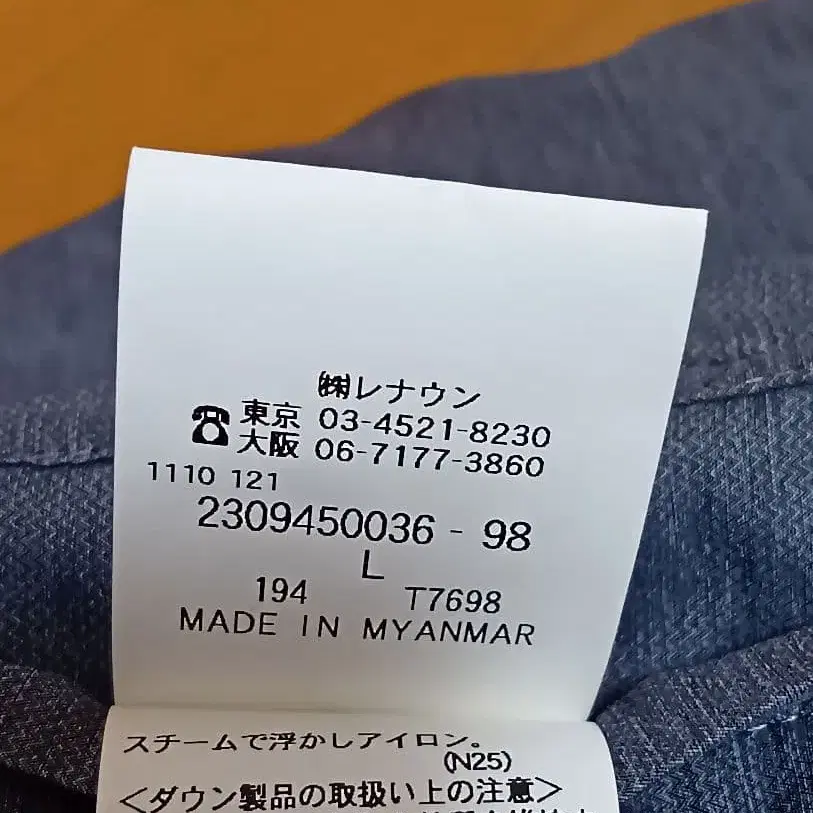 ㈱レナウン
☎東京 03-4521-8230
大阪 06-7177-3860
1110 121
2309450036 - 98
L
194 T7698
MADE IN MYANMAR
スチームで浮かしアイロン。
(N25)
<ダウン製品の取扱い上の注意>